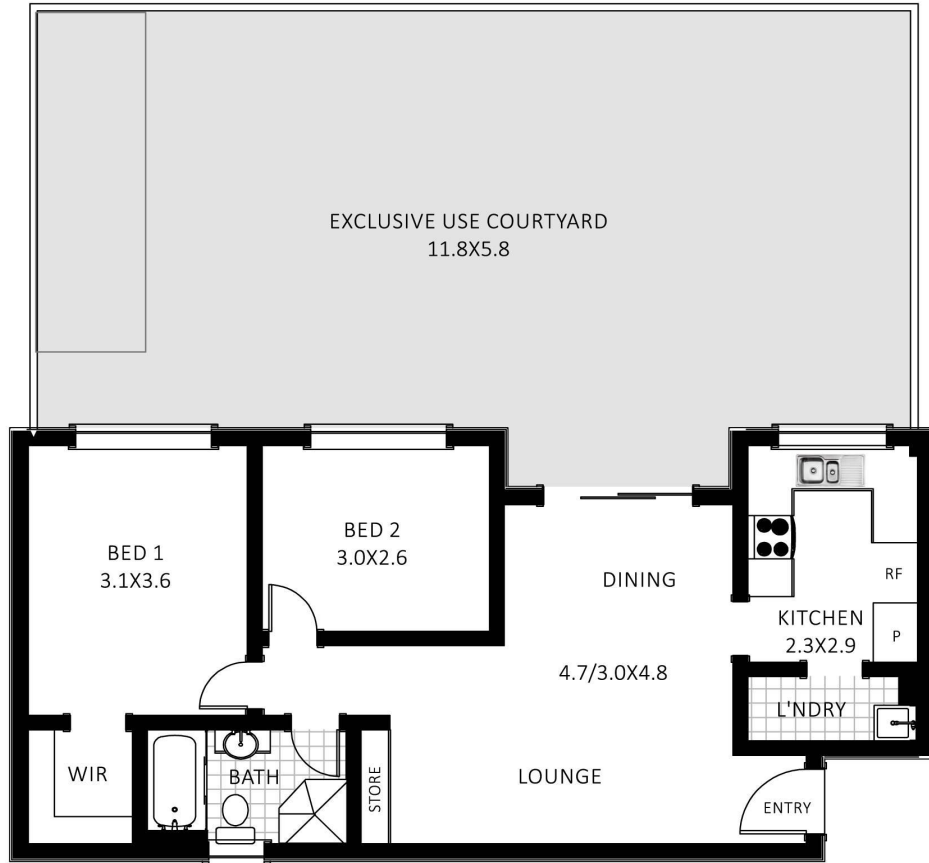 EXCLUSIVE USE COURTYARD
11.8X5.8
BED 1
3.1X3.6
BED 2
3.0X2.6
DINING
RF
KITCHEN
2.3X2.9
P
4.7/3.0X4.8
L'NDRY
WIR
BATH
STORE
LOUNGE
ENTRY